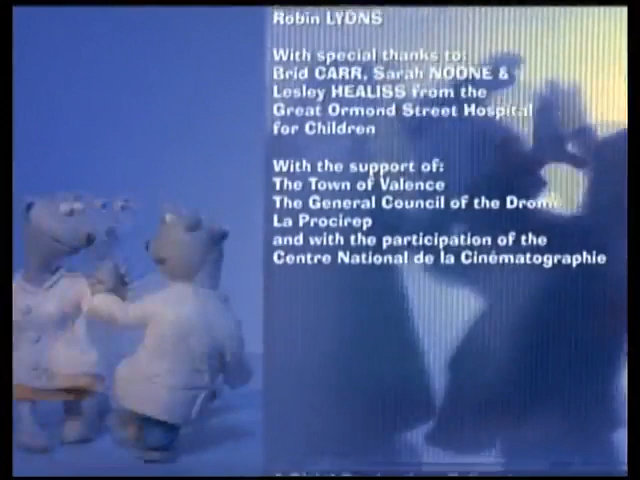 Robin LYONS
With special thanks to:
Brid CARR, Sarah NOONE &
Lesley HEALISS from the
Great Ormond Street Hospital
for Children
With the support of:
The Town of Valence
The General Council of the Drome
La Procirep
and with the participation of the
Centre National de la Cinématographie